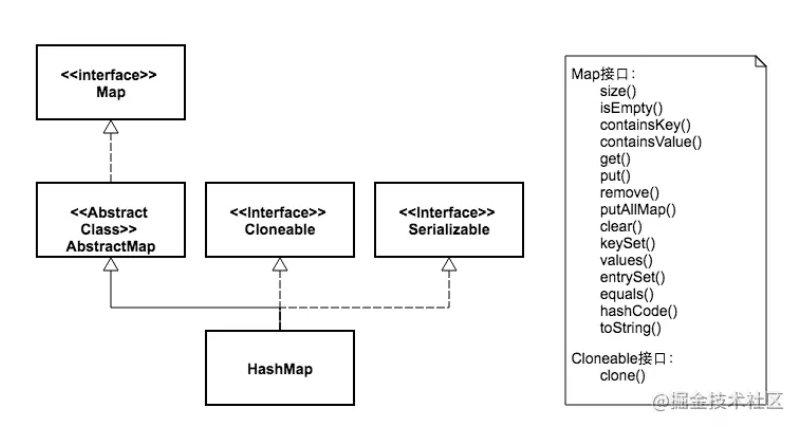 <<interface>>
Map
<<Abstract
Class>>
AbstractMap
<<Interface>>
Cloneable
<<Interface>>
Serializable
HashMap
Map接口：
size()
isEmpty()
containsKey()
containsValue()
get()
put()
remove()
putAllMap()
clear()
keySet()
values()
entrySet()
equals()
hashCode()
toString()
Cloneable接口：
clone()
@掘金技术社区